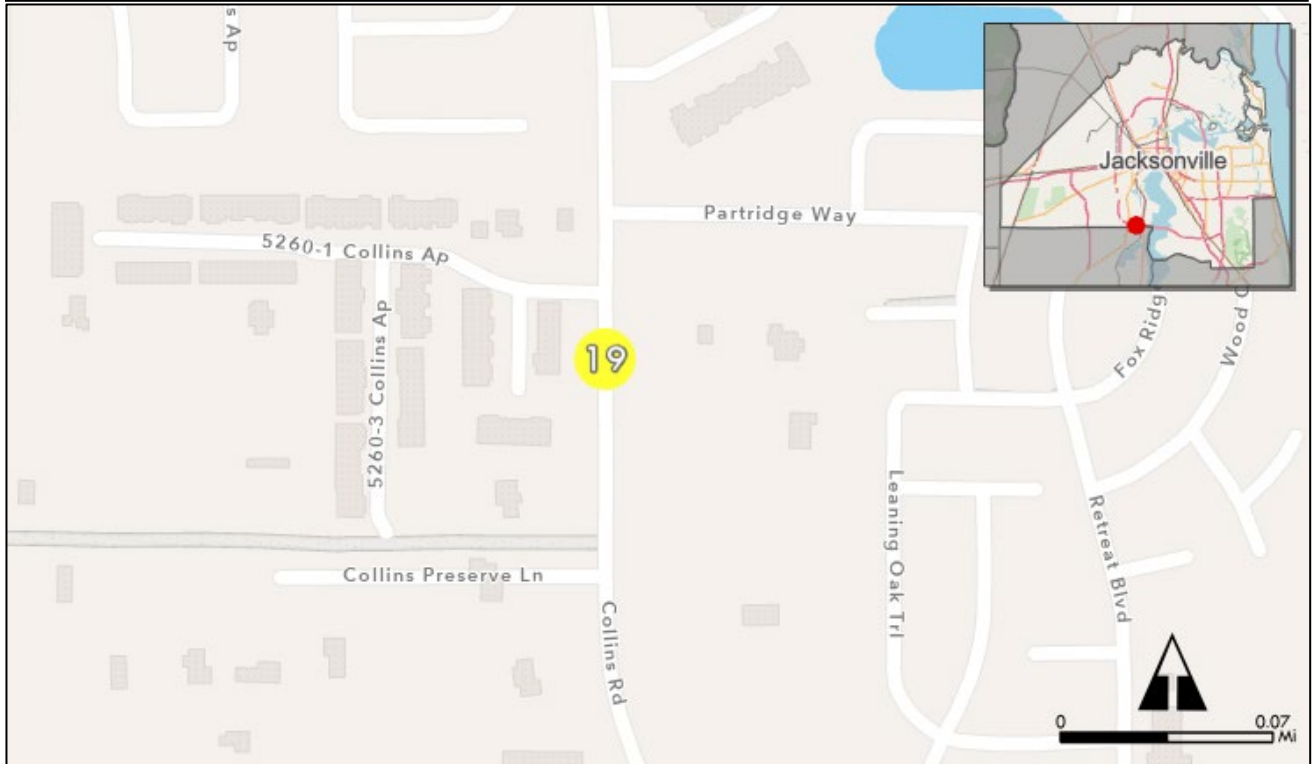 s Ap
Jacksonville
Partridge Way
5260-1 Collins Ap
5260-3 Collins Ap
19
Fox Ridg
Wood
Leaning Oak Trl
Retreat Blvd
Collins Preserve Ln
Collins Rd
0
0.07
Mi